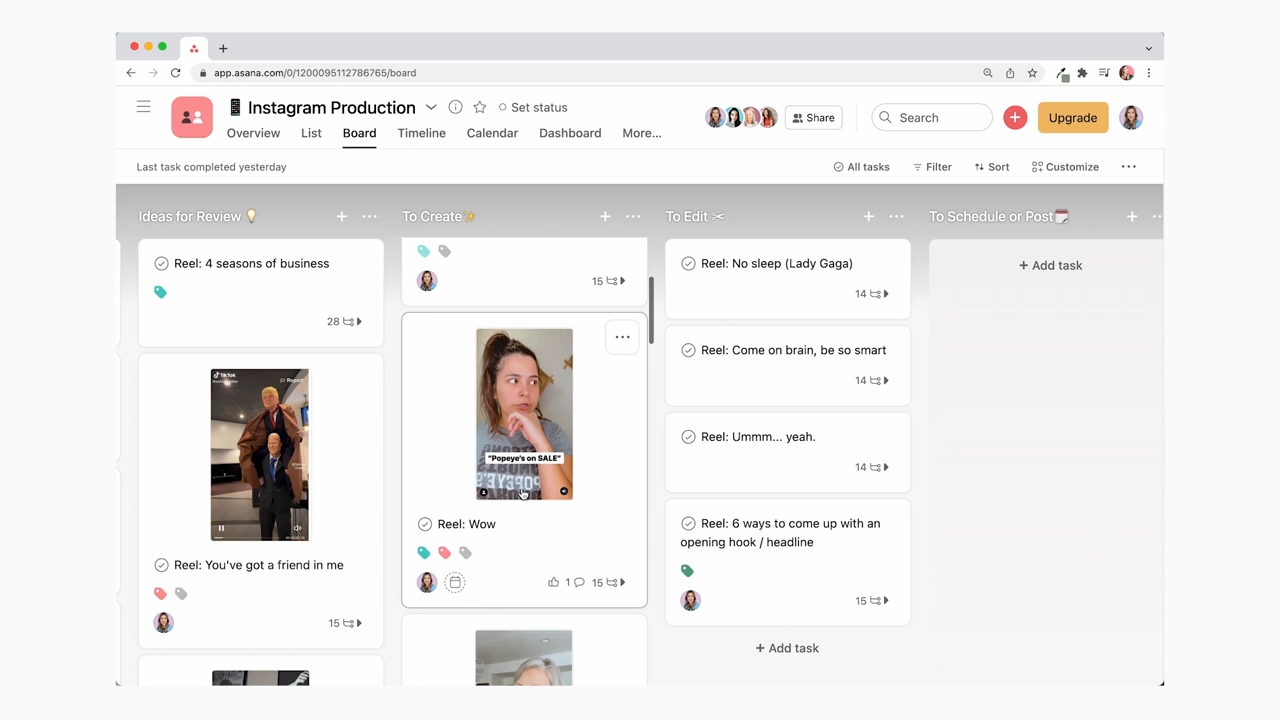 app.asana.com/0/1200095112786765/board
Instagram Production
Set status
Share
Search
Upgrade
Overview
List
Board
Timeline
Calendar
Dashboard
More...
Last task completed yesterday
All tasks
Filter
Sort
Customize
Ideas for Review
Reel: 4 seasons of business
28
TikTok
Report
Reel: You've got a friend in me
15
To Create
15
"Popeye's on SALE"
POPEYE'S
Reel: Wow
1
15
To Edit
Reel: No sleep (Lady Gaga)
14
Reel: Come on brain, be so smart
14
Reel: Ummm... yeah.
14
Reel: 6 ways to come up with an
opening hook / headline
15
+ Add task
To Schedule or Post
+ Add task